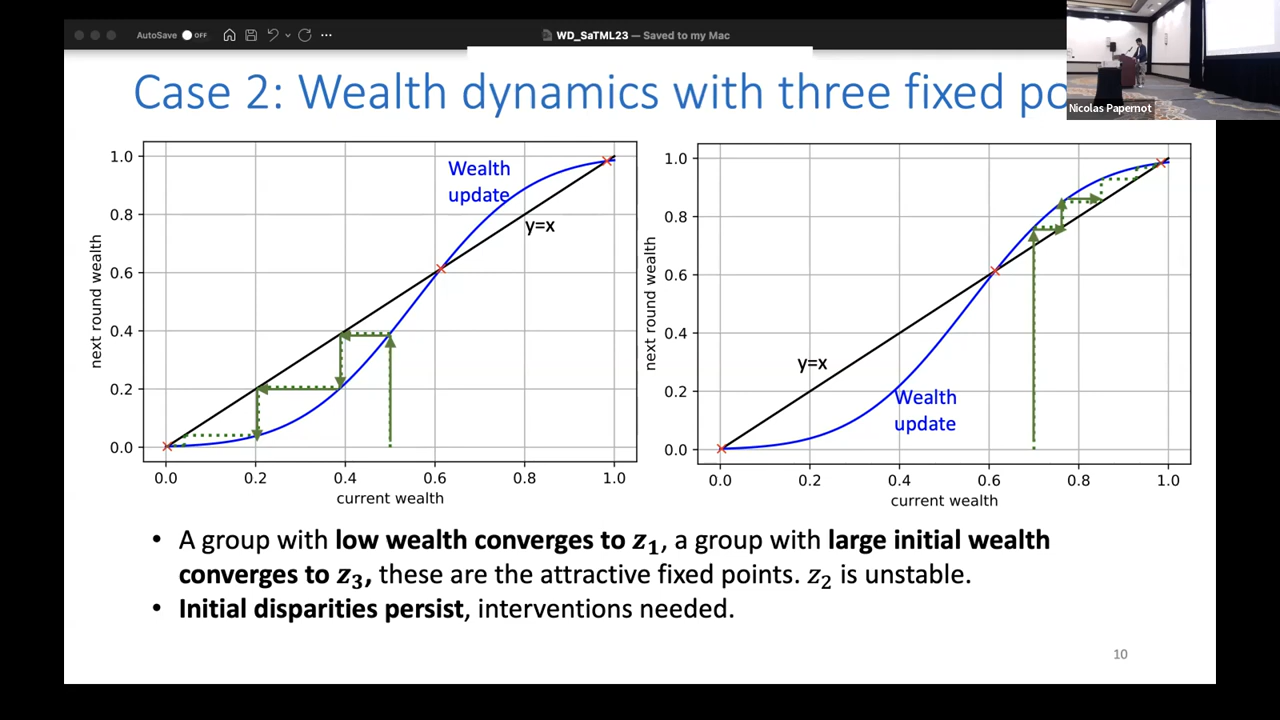 AutoSave OFF
WD_SaTML23 — Saved to my Mac
Nicolas Papernot
Case 2: Wealth dynamics with three fixed
1.0
0.8
0.6
0.4
0.2
0.0
next round wealth
Wealth
update
y=x
0.0 0.2 0.4 0.6 0.8 1.0
current wealth
1.0
0.8
0.6
0.4
0.2
0.0
next round wealth
y=x
Wealth
update
0.0 0.2 0.4 0.6 0.8 1.0
current wealth
• A group with low wealth converges to z₁, a group with large initial wealth
converges to z₃, these are the attractive fixed points. z₂ is unstable.
• Initial disparities persist, interventions needed.
10